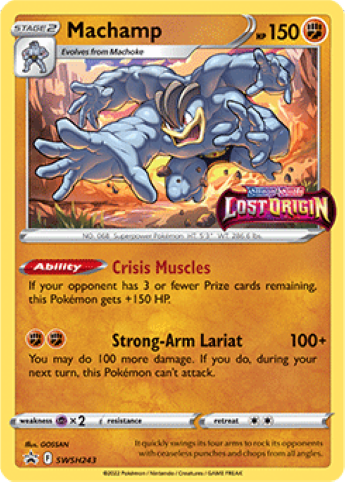 STAGE 2 Machamp HP 150
Evolves from Machoke
Sword & Shield
LOST ORIGIN
NO. 068 Superpower Pokémon HT: 5'3" WT: 286.6 lbs.
Ability Crisis Muscles
If your opponent has 3 or fewer Prize cards remaining,
this Pokémon gets +150 HP.
Strong-Arm Lariat 100+
You may do 100 more damage. If you do, during your
next turn, this Pokémon can't attack.
weakness ×2 resistance retreat
Illus. GOSSAN
F SWSH243
It quickly swings its four arms to rock its opponents
with ceaseless punches and chops from all angles.
©2022 Pokémon / Nintendo / Creatures / GAME FREAK